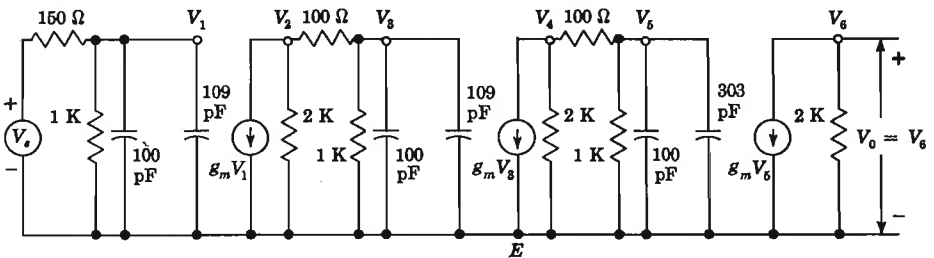 150 Ω
V₁
V₂
100 Ω
V₃
V₄
100 Ω
V₅
V₆
+
Vₛ
−
1 K
100 pF
109 pF
gₘV₁
2 K
1 K
100 pF
109 pF
gₘV₃
2 K
1 K
100 pF
303 pF
gₘV₅
2 K
+
V₀ = V₆
−
E